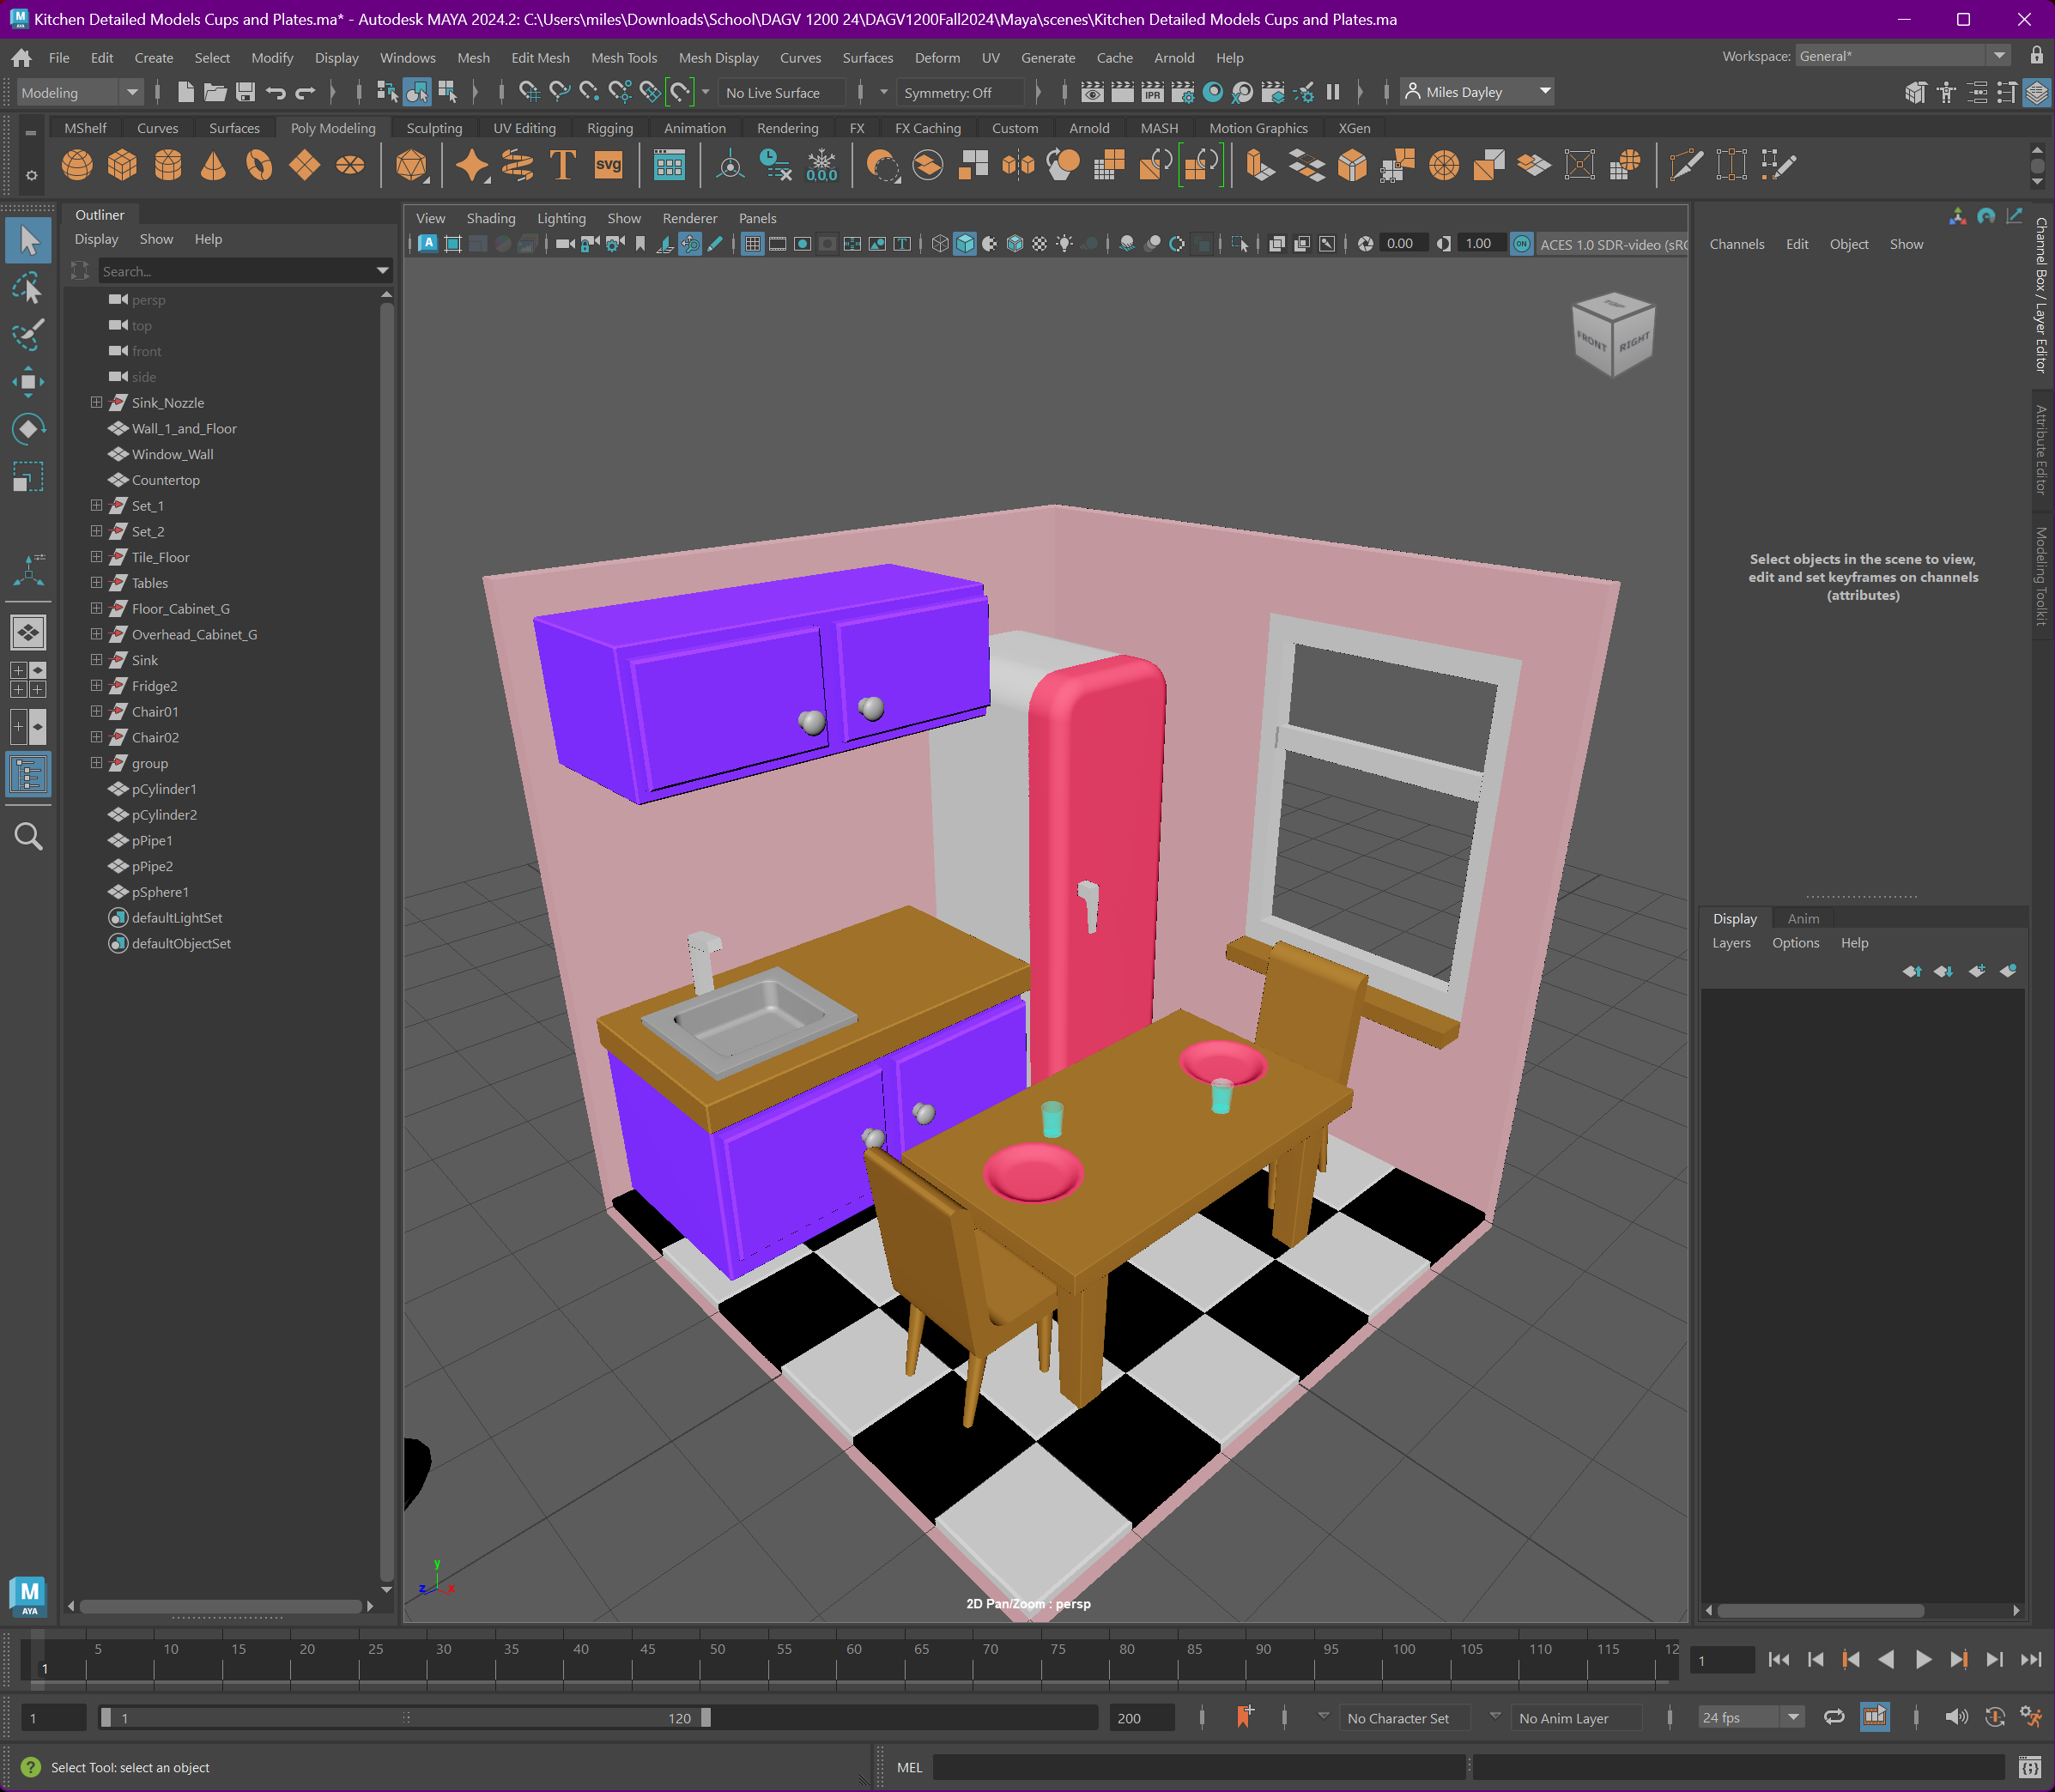 Kitchen Detailed Models Cups and Plates.ma* - Autodesk MAYA 2024.2: C:\Users\miles\Downloads\School\DAGV 1200 24\DAGV1200Fall2024\Maya\scenes\Kitchen Detailed Models Cups and Plates.ma
File Edit Create Select Modify Display Windows Mesh Edit Mesh Mesh Tools Mesh Display Curves Surfaces Deform UV Generate Cache Arnold Help
Workspace: General*
Modeling
No Live Surface
Symmetry: Off
IPR
Miles Dayley
MShelf Curves Surfaces Poly Modeling Sculpting UV Editing Rigging Animation Rendering FX FX Caching Custom Arnold MASH Motion Graphics XGen
T
svg
0,0,0
Outliner
Display Show Help
Search...
persp
top
front
side
Sink_Nozzle
Wall_1_and_Floor
Window_Wall
Countertop
Set_1
Set_2
Tile_Floor
Tables
Floor_Cabinet_G
Overhead_Cabinet_G
Sink
Fridge2
Chair01
Chair02
group
pCylinder1
pCylinder2
pPipe1
pPipe2
pSphere1
defaultLightSet
defaultObjectSet
M
AYA
View Shading Lighting Show Renderer Panels
A
0.00
1.00
ON
ACES 1.0 SDR-video (sRG
TOP
FRONT
RIGHT
y
z
x
2D Pan/Zoom : persp
Channels Edit Object Show
Channel Box / Layer Editor
Attribute Editor
Modeling Toolkit
Select objects in the scene to view,
edit and set keyframes on channels
(attributes)
Display Anim
Layers Options Help
5 10 15 20 25 30 35 40 45 50 55 60 65 70 75 80 85 90 95 100 105 110 115 12
1
1
1
1
120
200
No Character Set
No Anim Layer
24 fps
Select Tool: select an object
MEL